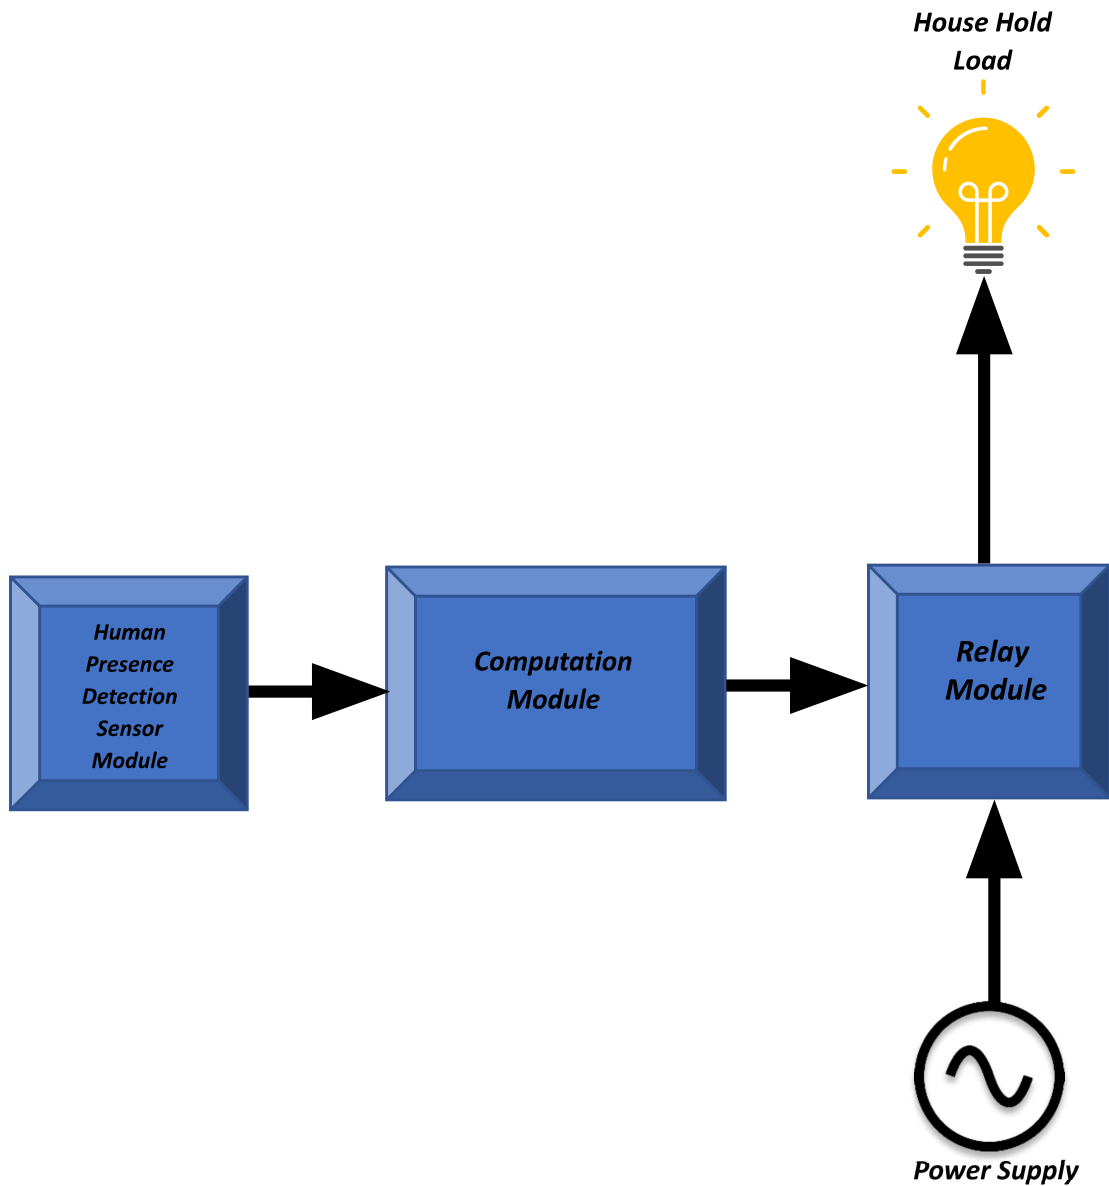 House Hold
Load
Human
Presence
Detection
Sensor
Module
Computation
Module
Relay
Module
Power Supply